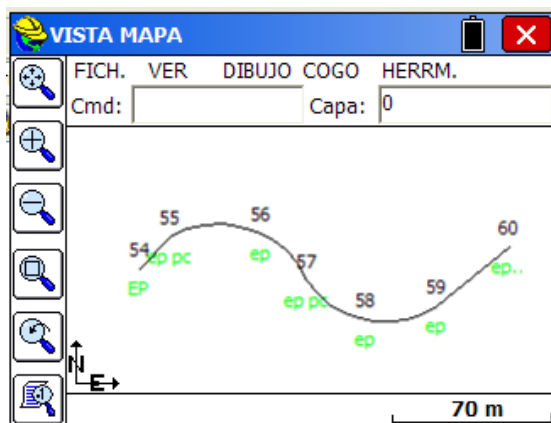 VISTA MAPA
FICH. VER DIBUJO COGO HERRM.
Cmd: Capa: 0
60
55 56
54
ep pc ep
57 ep..
EP
59
ep pc 58
ep
ep
N
E
70 m